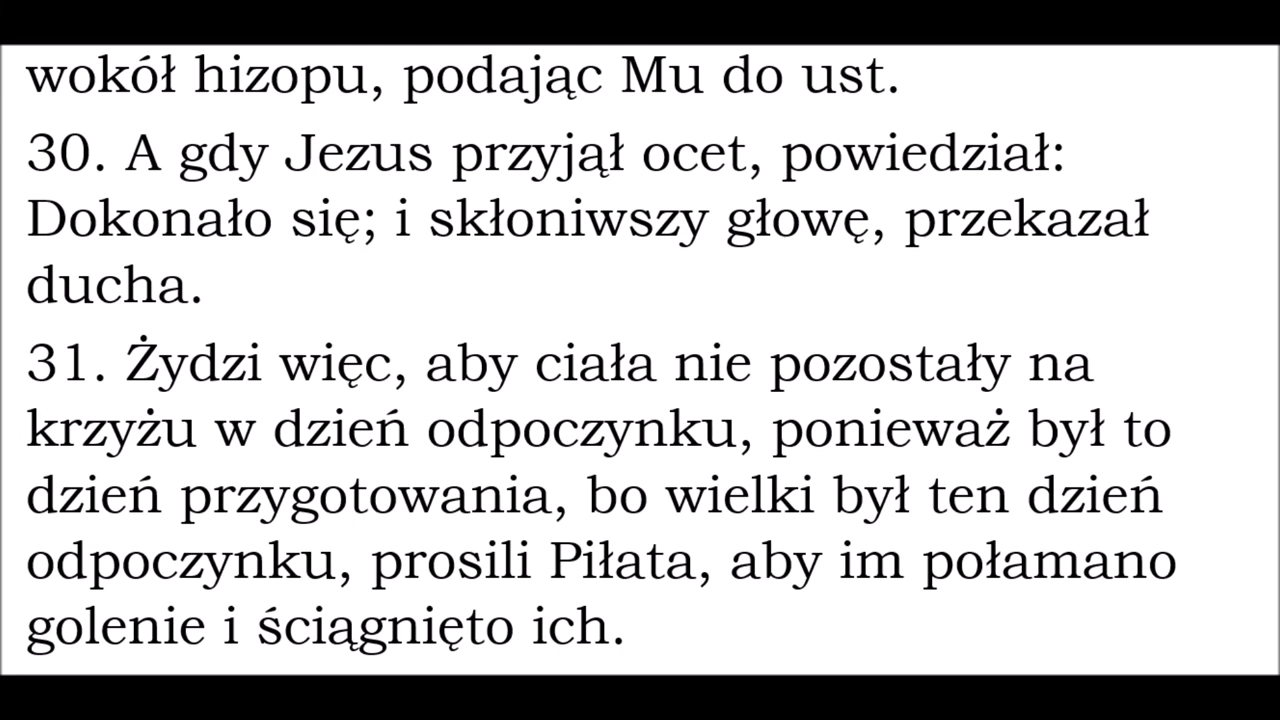 wokół hizopu, podając Mu do ust.
30. A gdy Jezus przyjął ocet, powiedział:
Dokonało się; i skłoniwszy głowę, przekazał
ducha.
31. Żydzi więc, aby ciała nie pozostały na
krzyżu w dzień odpoczynku, ponieważ był to
dzień przygotowania, bo wielki był ten dzień
odpoczynku, prosili Piłata, aby im połamano
golenie i ściągnięto ich.